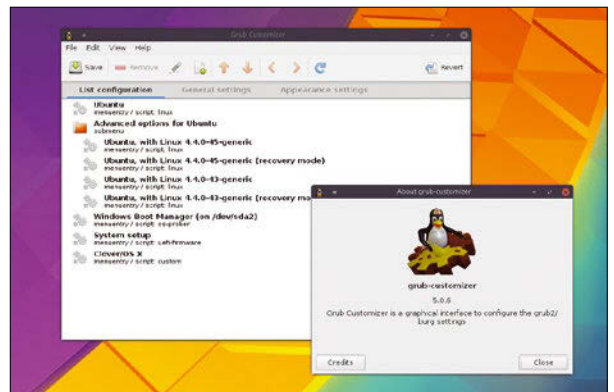 Grub Customizer
File Edit View Help
Save Remove Revert
List configuration General settings Appearance settings
Ubuntu
menuentry / script: linux
Advanced options for Ubuntu
submenu
Ubuntu, with Linux 4.4.0-45-generic
menuentry / script: linux
Ubuntu, with Linux 4.4.0-45-generic (recovery mode)
menuentry / script: linux
Ubuntu, with Linux 4.4.0-43-generic
menuentry / script: linux
Ubuntu, with Linux 4.4.0-43-generic (recovery mo
menuentry / script: linux
Windows Boot Manager (on /dev/sda2)
menuentry / script: os-prober
System setup
menuentry / script: uefi-firmware
Clover/OS X
menuentry / script: custom
About grub-customizer
grub-customizer
5.0.6
Grub Customizer is a graphical interface to configure the grub2/
burg settings
Credits Close